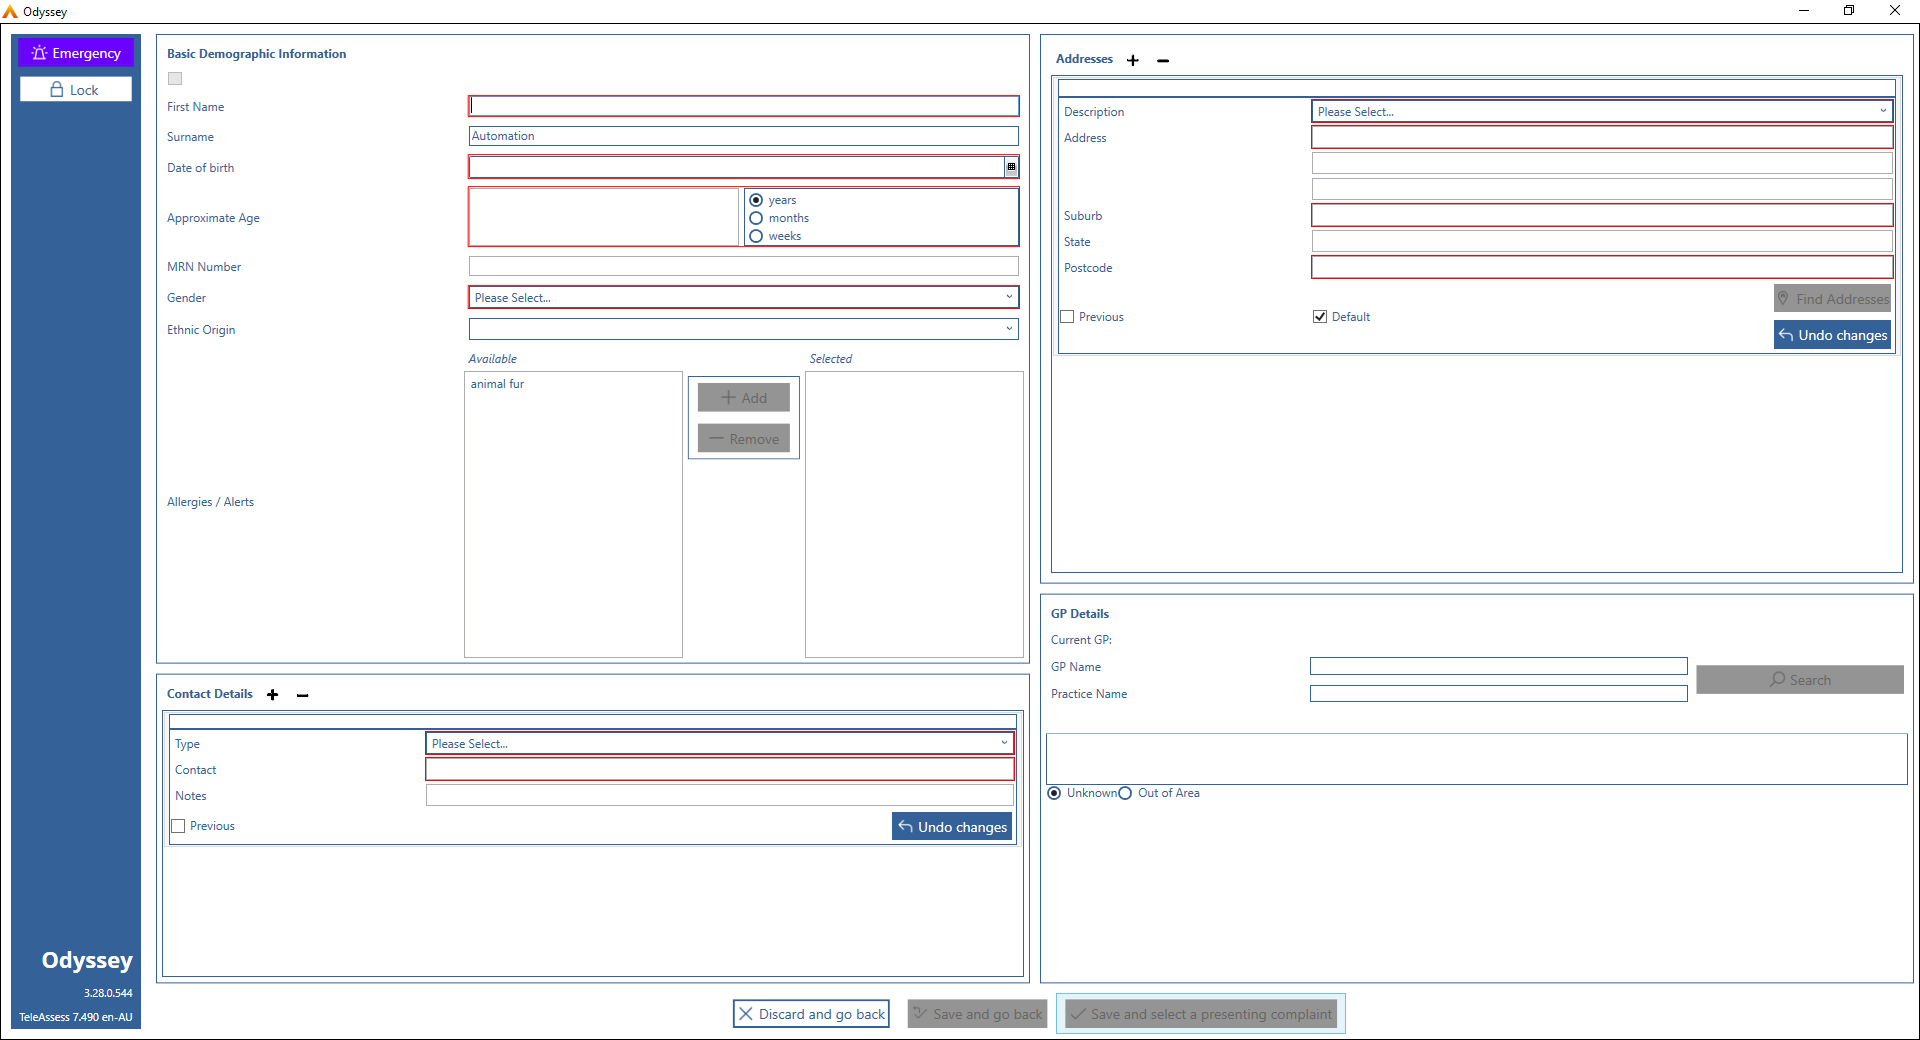 Odyssey
Emergency
Lock
Basic Demographic Information
First Name
Surname
Automation
Date of birth
Approximate Age
years
months
weeks
MRN Number
Gender
Please Select...
Ethnic Origin
Available
Selected
animal fur
Add
Remove
Allergies / Alerts
Contact Details
Type
Please Select...
Contact
Notes
Previous
Undo changes
Addresses
Description
Please Select...
Address
Suburb
State
Postcode
Find Addresses
Previous
Default
Undo changes
GP Details
Current GP:
GP Name
Practice Name
Search
Unknown
Out of Area
Odyssey
3.28.0.544
TeleAssess 7.490 en-AU
Discard and go back
Save and go back
Save and select a presenting complaint